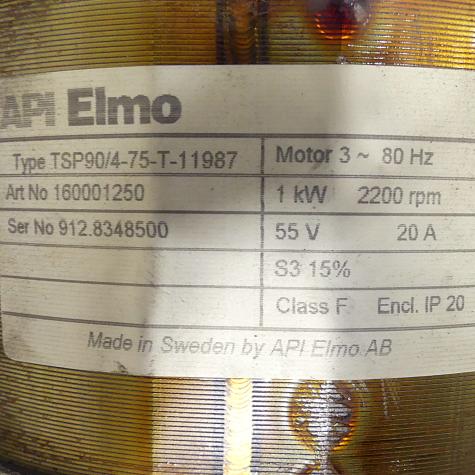 API Elmo
Type TSP90/4-75-T-11987
Motor 3 ~ 80 Hz
Art No 160001250
1 kW 2200 rpm
Ser No 912.8348500
55 V 20 A
S3 15%
Class F Encl. IP 20
Made in Sweden by API Elmo AB